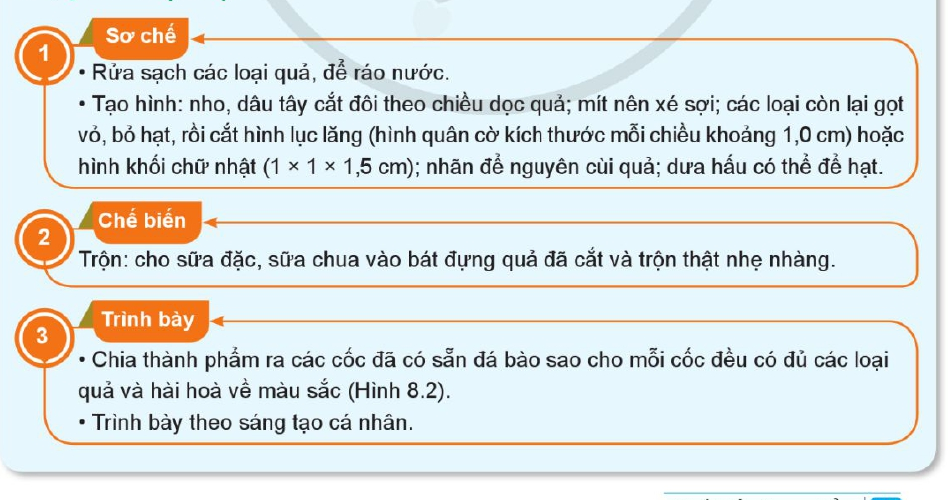 Sơ chế
1
• Rửa sạch các loại quả, để ráo nước.
• Tạo hình: nho, dâu tây cắt đôi theo chiều dọc quả; mít nên xé sợi; các loại còn lại gọt
vỏ, bỏ hạt, rồi cắt hình lục lăng (hình quân cờ kích thước mỗi chiều khoảng 1,0 cm) hoặc
hình khối chữ nhật (1 × 1 × 1,5 cm); nhãn để nguyên cùi quả; dưa hấu có thể để hạt.
Chế biến
2
Trộn: cho sữa đặc, sữa chua vào bát đựng quả đã cắt và trộn thật nhẹ nhàng.
Trình bày
3
• Chia thành phẩm ra các cốc đã có sẵn đá bào sao cho mỗi cốc đều có đủ các loại
quả và hài hoà về màu sắc (Hình 8.2).
• Trình bày theo sáng tạo cá nhân.